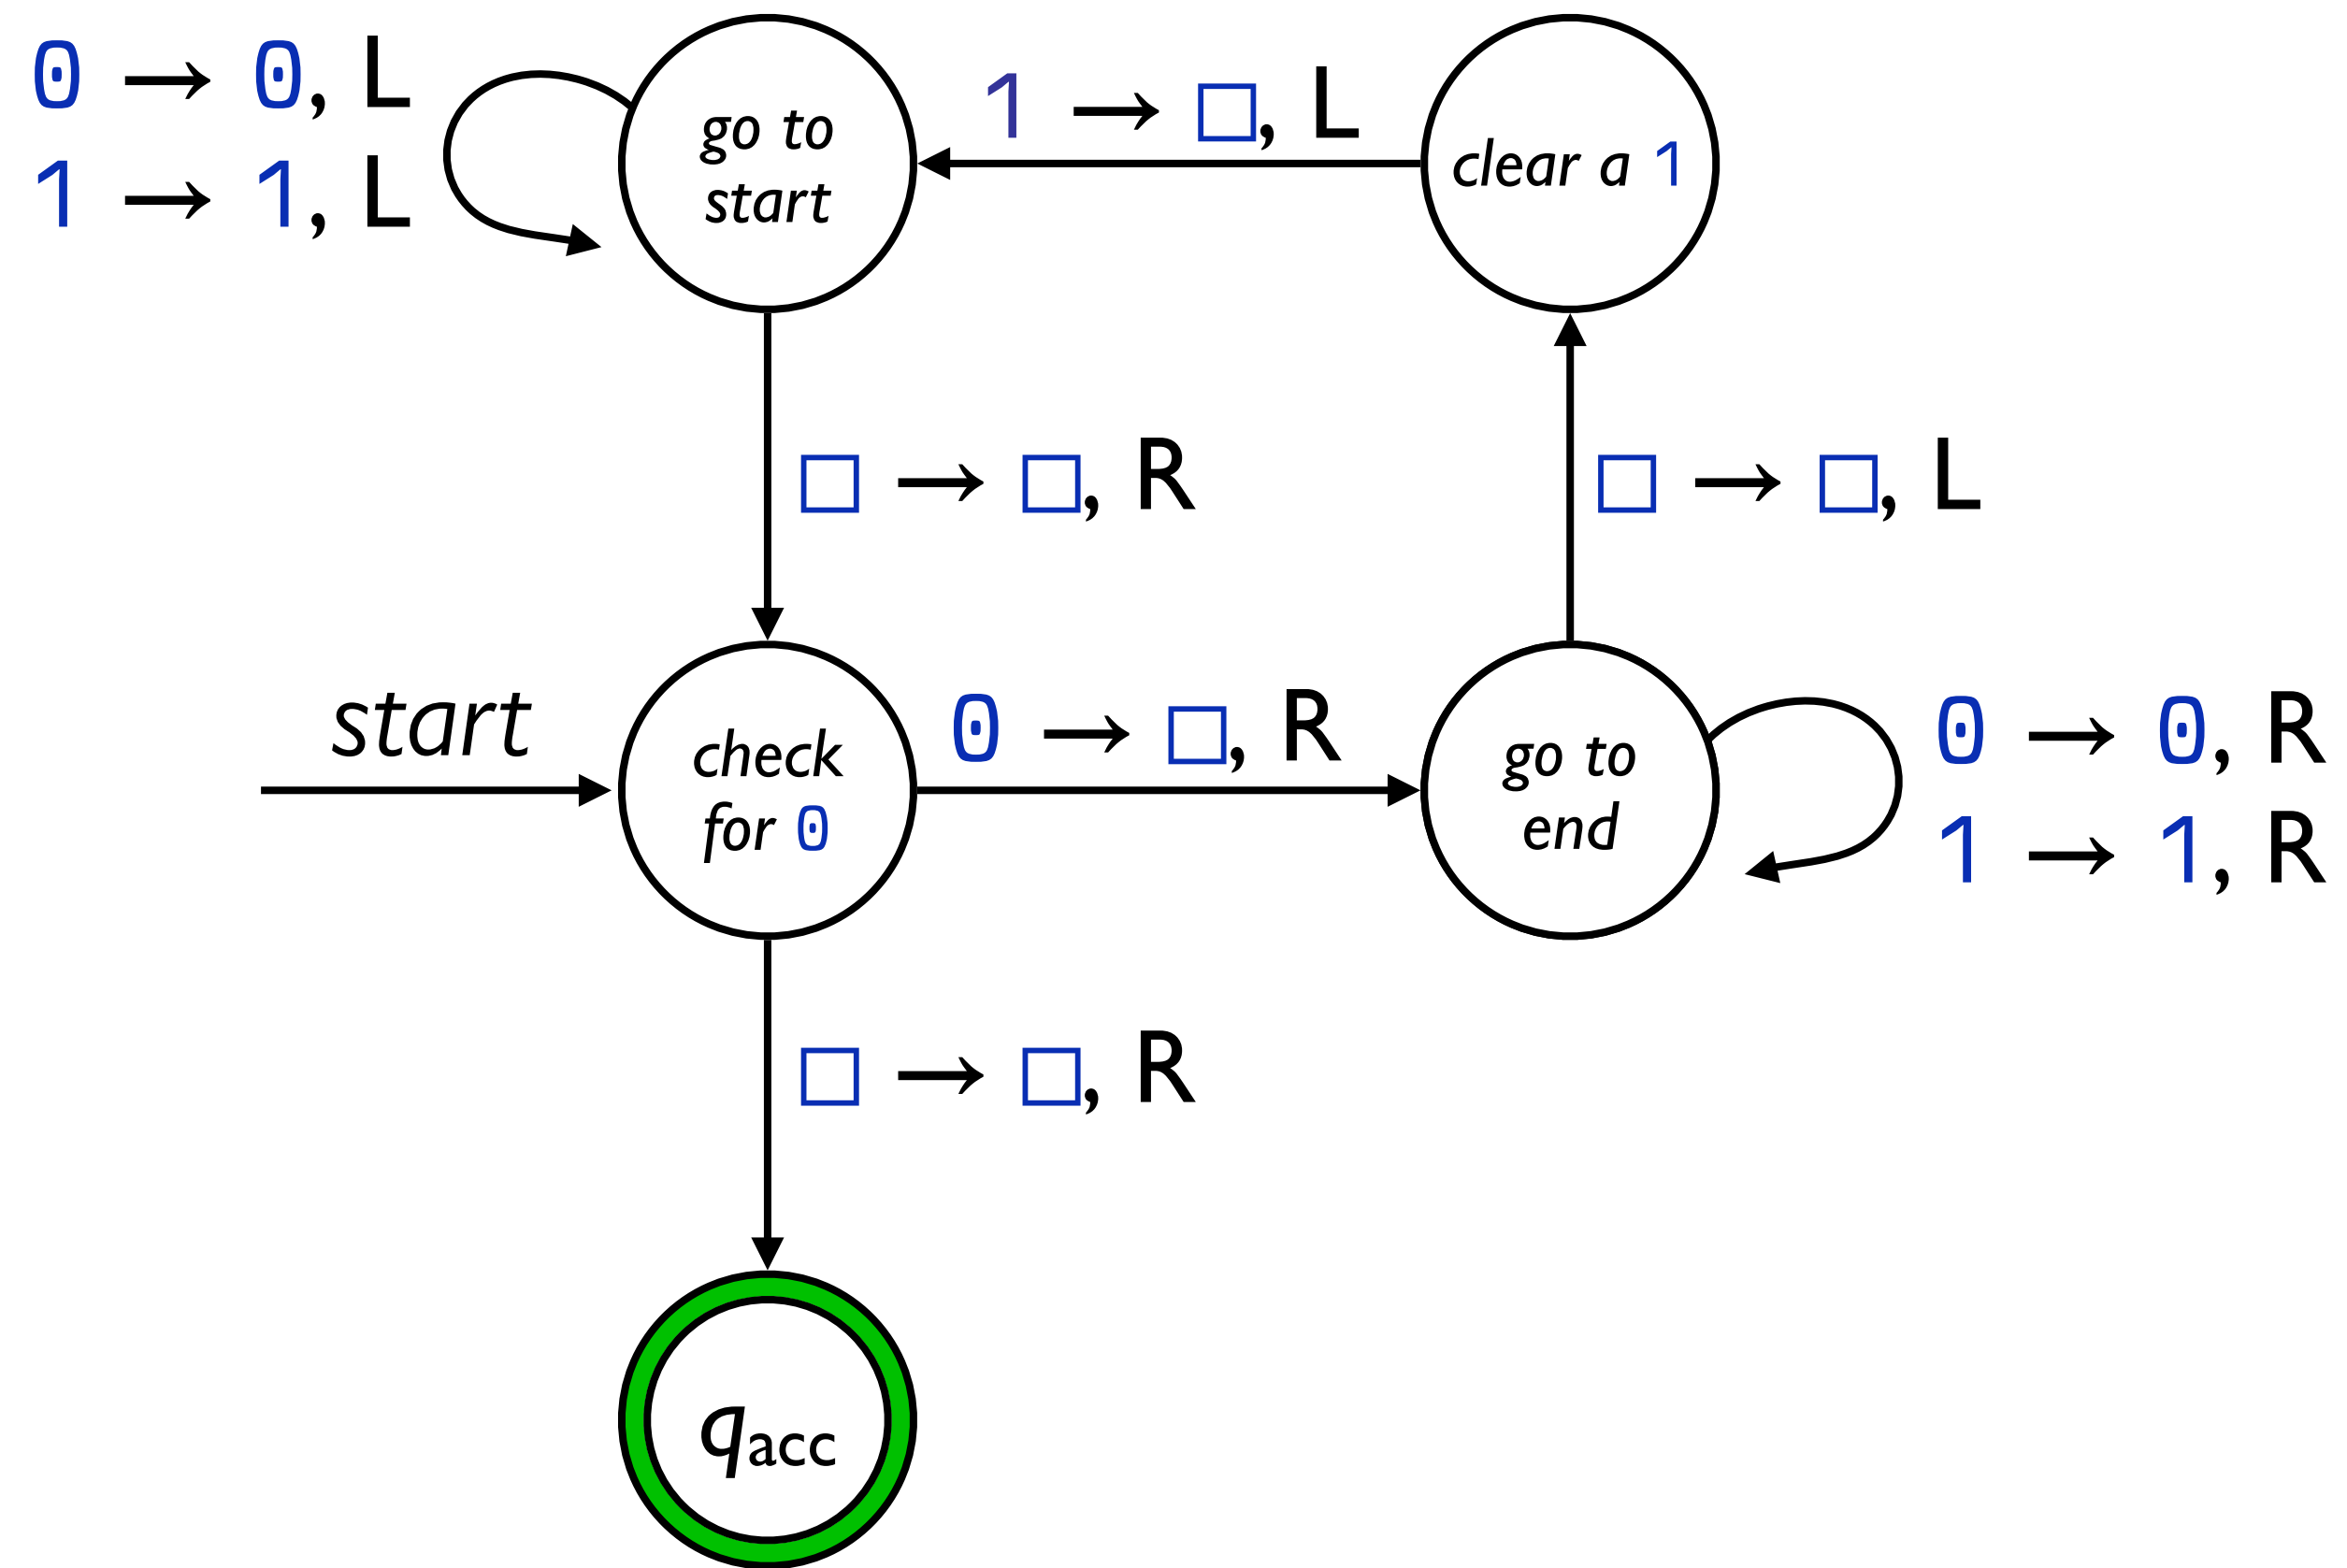 0 → 0, L
1 → 1, L
go to
start
1 → □, L
clear a 1
□ → □, R
□ → □, L
start
check
for 0
0 → □, R
go to
end
0 → 0, R
1 → 1, R
□ → □, R
qacc